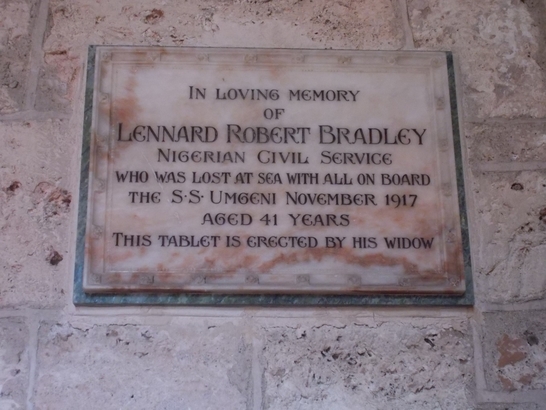 IN LOVING MEMORY
OF
LENNARD ROBERT BRADLEY
NIGERIAN CIVIL SERVICE
WHO WAS LOST AT SEA WITH ALL ON BOARD
THE S·S·UMGENI NOVEMBER 1917
AGED 41 YEARS
THIS TABLET IS ERECTED BY HIS WIDOW